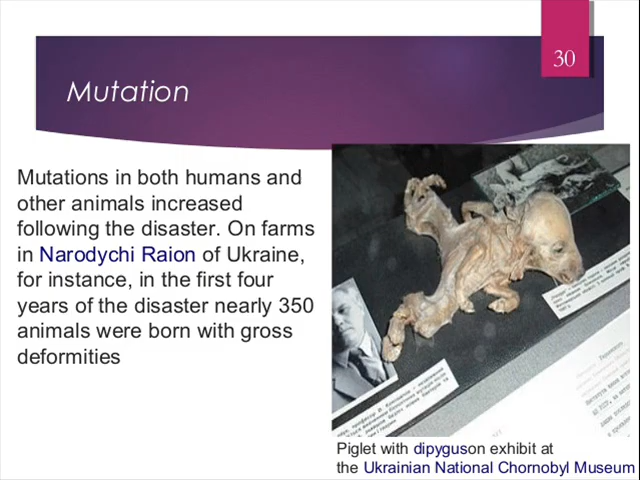 30
Mutation
Mutations in both humans and
other animals increased
following the disaster. On farms
in Narodychi Raion of Ukraine,
for instance, in the first four
years of the disaster nearly 350
animals were born with gross
deformities
Piglet with dipyguson exhibit at
the Ukrainian National Chornobyl Museum